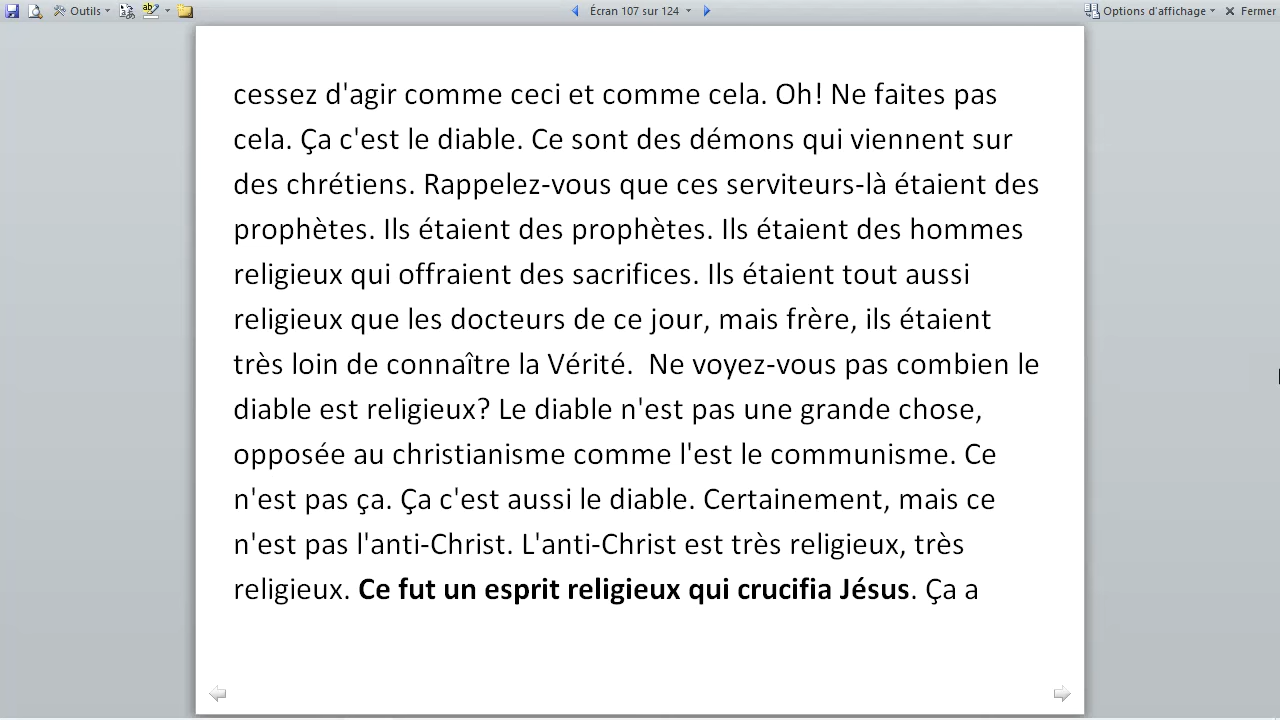 Outils
Écran 107 sur 124
Options d'affichage
Fermer
cessez d'agir comme ceci et comme cela. Oh! Ne faites pas
cela. Ça c'est le diable. Ce sont des démons qui viennent sur
des chrétiens. Rappelez-vous que ces serviteurs-là étaient des
prophètes. Ils étaient des prophètes. Ils étaient des hommes
religieux qui offraient des sacrifices. Ils étaient tout aussi
religieux que les docteurs de ce jour, mais frère, ils étaient
très loin de connaître la Vérité.  Ne voyez-vous pas combien le
diable est religieux? Le diable n'est pas une grande chose,
opposée au christianisme comme l'est le communisme. Ce
n'est pas ça. Ça c'est aussi le diable. Certainement, mais ce
n'est pas l'anti-Christ. L'anti-Christ est très religieux, très
religieux. Ce fut un esprit religieux qui crucifia Jésus. Ça a